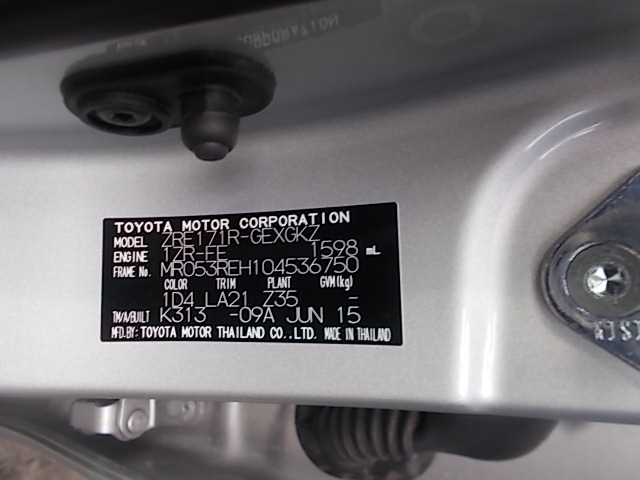 TOYOTA MOTOR CORPORATION
MODEL ZRE171R-GEXGKZ
ENGINE 1ZR-FE 1598 mL
FRAME No. MR053REH104536750
COLOR TRIM PLANT GVM(kg)
1D4 LA21 Z35 -
TM/A/BUILT K313 -09A JUN 15
MFD. BY: TOYOTA MOTOR THAILAND CO., LTD. MADE IN THAILAND